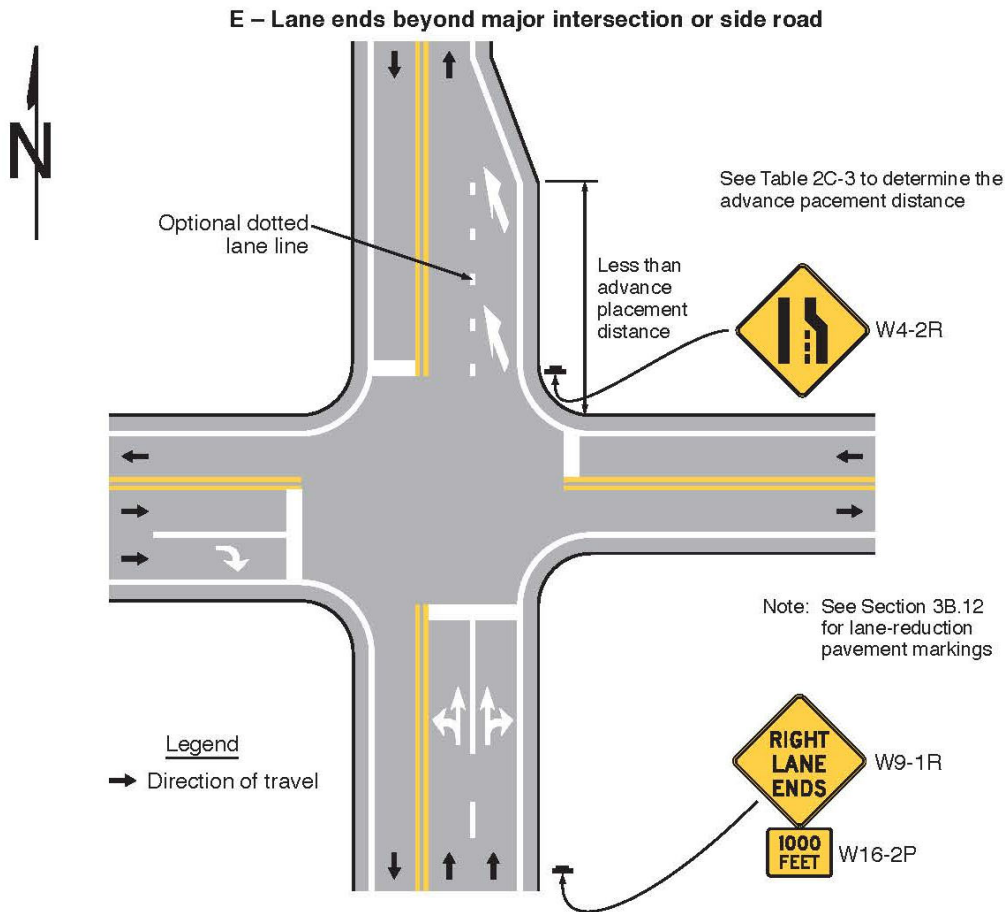 E – Lane ends beyond major intersection or side road
N
See Table 2C-3 to determine the
advance pacement distance
Optional dotted
lane line
Less than
advance
placement
distance
W4-2R
Note: See Section 3B.12
for lane-reduction
pavement markings
RIGHT
LANE
ENDS
W9-1R
1000
FEET
W16-2P
Legend
Direction of travel